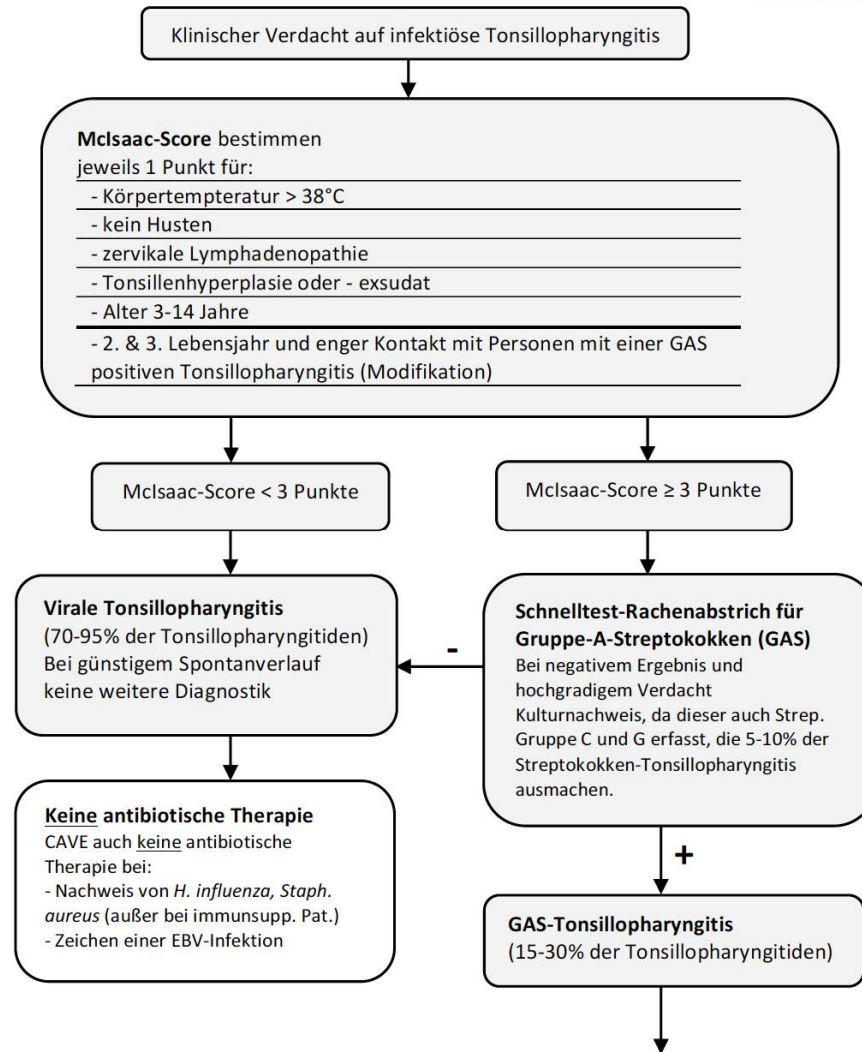 Klinischer Verdacht auf infektiöse Tonsillopharyngitis
McIsaac-Score bestimmen
jeweils 1 Punkt für:
- Körpertempteratur > 38°C
- kein Husten
- zervikale Lymphadenopathie
- Tonsillenhyperplasie oder - exsudat
- Alter 3-14 Jahre
- 2. & 3. Lebensjahr und enger Kontakt mit Personen mit einer GAS
positiven Tonsillopharyngitis (Modifikation)
McIsaac-Score < 3 Punkte
McIsaac-Score ≥ 3 Punkte
Virale Tonsillopharyngitis
(70-95% der Tonsillopharyngitiden)
Bei günstigem Spontanverlauf
keine weitere Diagnostik
-
Schnelltest-Rachenabstrich für
Gruppe-A-Streptokokken (GAS)
Bei negativem Ergebnis und
hochgradigem Verdacht
Kulturnachweis, da dieser auch Strep.
Gruppe C und G erfasst, die 5-10% der
Streptokokken-Tonsillopharyngitis
ausmachen.
Keine antibiotische Therapie
CAVE auch keine antibiotische
Therapie bei:
- Nachweis von H. influenza, Staph.
aureus (außer bei immunsupp. Pat.)
- Zeichen einer EBV-Infektion
+
GAS-Tonsillopharyngitis
(15-30% der Tonsillopharyngitiden)